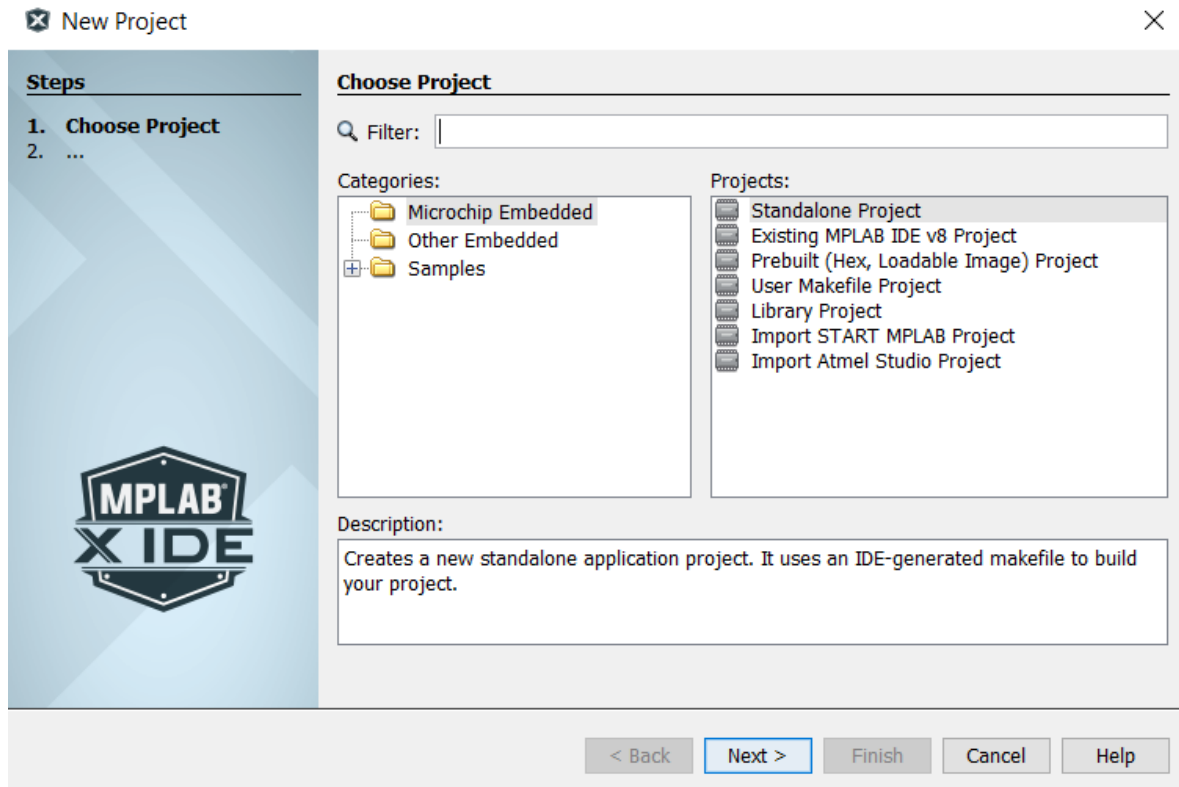 New Project
Steps
1. Choose Project
2. ...
MPLAB®
X IDE
Choose Project
Filter:
Categories:
Microchip Embedded
Other Embedded
Samples
Projects:
Standalone Project
Existing MPLAB IDE v8 Project
Prebuilt (Hex, Loadable Image) Project
User Makefile Project
Library Project
Import START MPLAB Project
Import Atmel Studio Project
Description:
Creates a new standalone application project. It uses an IDE-generated makefile to build
your project.
< Back Next > Finish Cancel Help